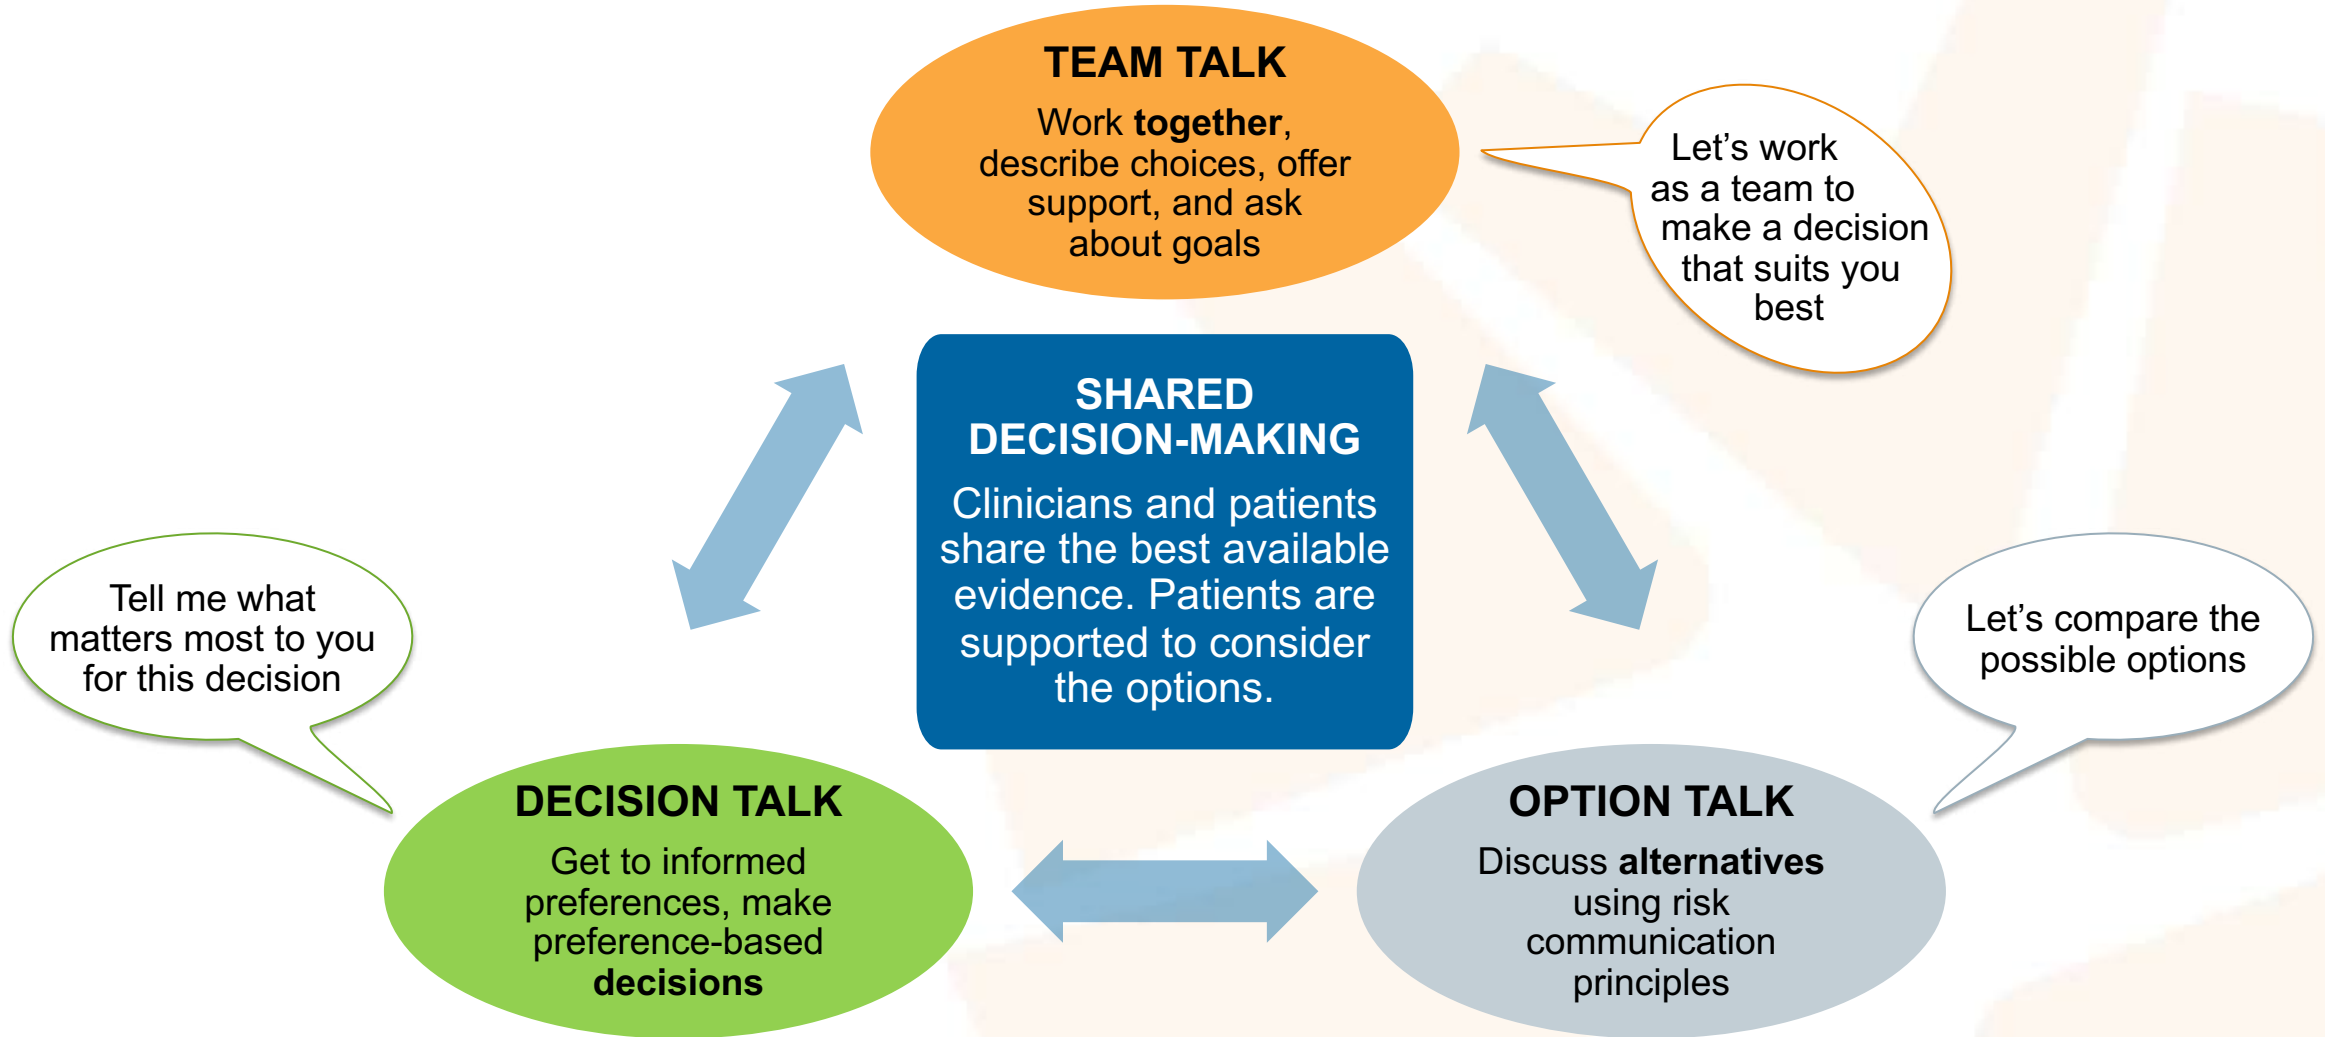 TEAM TALK
Work together,
describe choices, offer
support, and ask
about goals
Let’s work
as a team to
make a decision
that suits you
best
SHARED
DECISION-MAKING
Clinicians and patients
share the best available
evidence. Patients are
supported to consider
the options.
Tell me what
matters most to you
for this decision
Let’s compare the
possible options
DECISION TALK
Get to informed
preferences, make
preference-based
decisions
OPTION TALK
Discuss alternatives
using risk
communication
principles